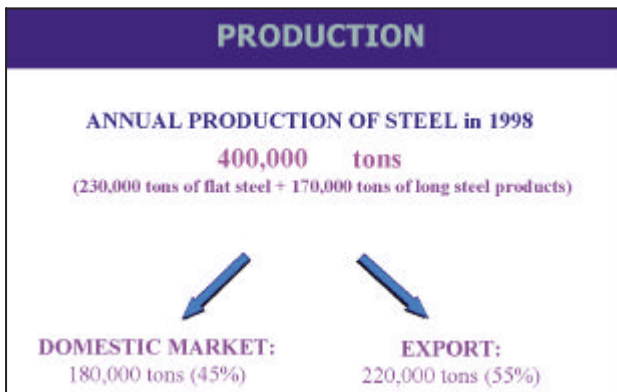 PRODUCTION
ANNUAL PRODUCTION OF STEEL in 1998
400,000 tons
(230,000 tons of flat steel + 170,000 tons of long steel products)
DOMESTIC MARKET:
180,000 tons (45%)
EXPORT:
220,000 tons (55%)